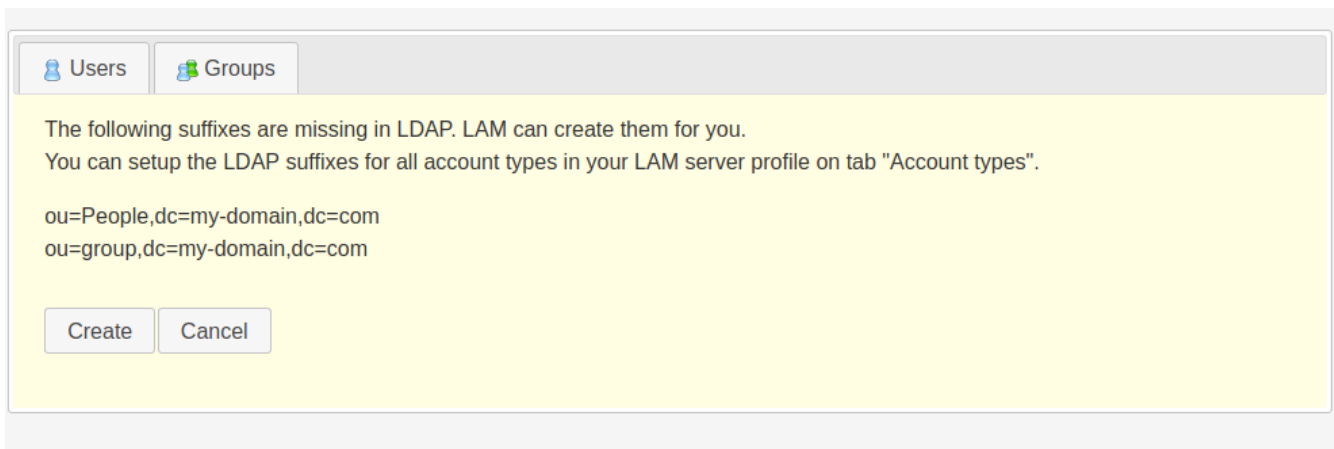 Users
Groups
The following suffixes are missing in LDAP. LAM can create them for you.
You can setup the LDAP suffixes for all account types in your LAM server profile on tab "Account types".
ou=People,dc=my-domain,dc=com
ou=group,dc=my-domain,dc=com
Create
Cancel